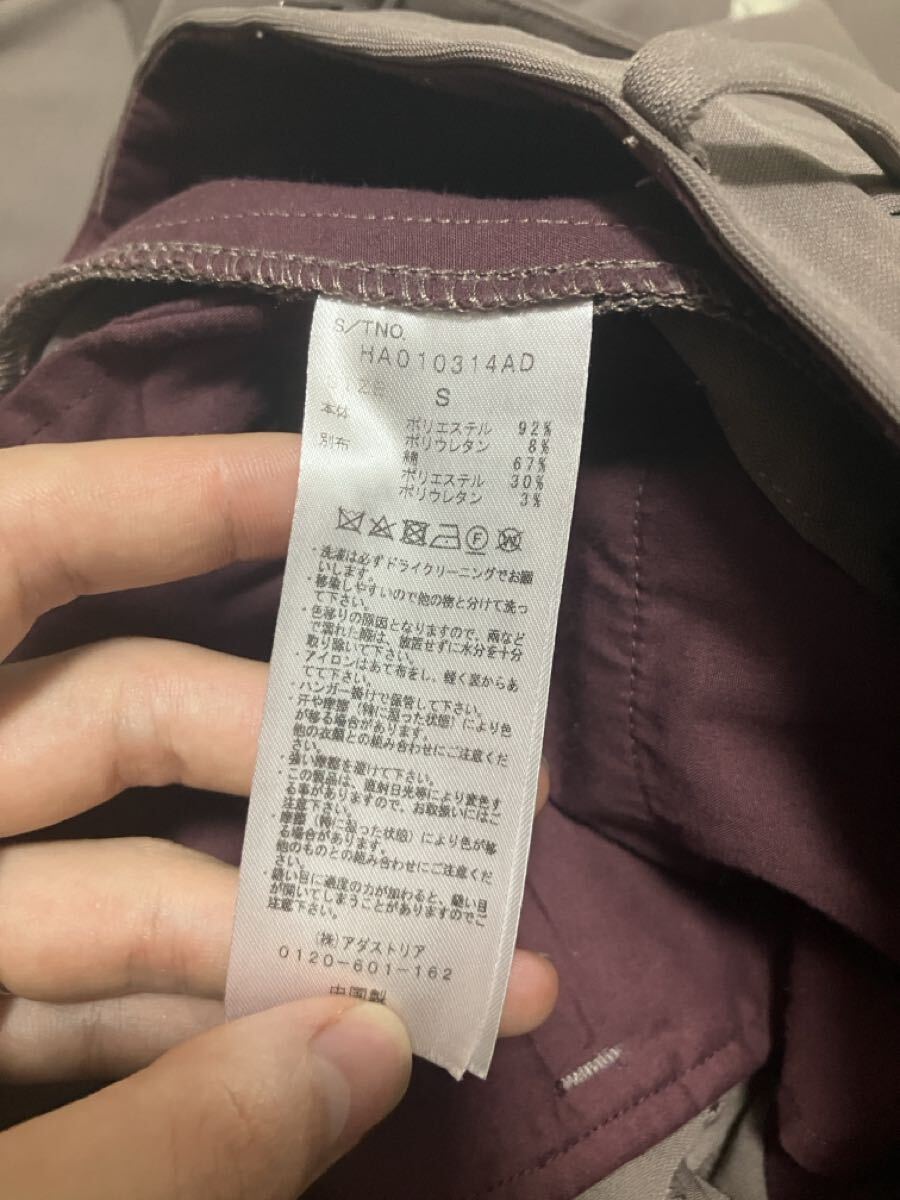 S/TNO.
HA010314AD
S
本体 ポリエステル 92%
ポリウレタン 8%
別布 綿 67%
ポリエステル 30%
ポリウレタン 3%
・洗濯は必ずドライクリーニングでお願
いします。
・移染しやすいので他の物と分けて洗っ
て下さい。
・色移りの原因となりますので、雨など
で濡れた際は、放置せずに水分を十分
取り除いて下さい。
・アイロンはあて布をし、軽く裏からあ
てて下さい。
・ハンガー掛けで保管して下さい。
・汗や摩擦(特に湿った状態)により色
が移る場合があります。
他の衣類との組み合わせにご注意くだ
さい。
・強い摩擦を避けて下さい。
・この製品は、直射日光等により変色す
る事がありますので、お取扱いにはご
注意下さい。
・摩擦(特に湿った状態)により色が移
る場合があります。
他のものとの組み合わせにご注意くだ
さい。
・縫い目に過度の力が加わると、縫い目
が開いてしまうことがありますのでご
注意下さい。
(株)アダストリア
0120-601-162
中国製